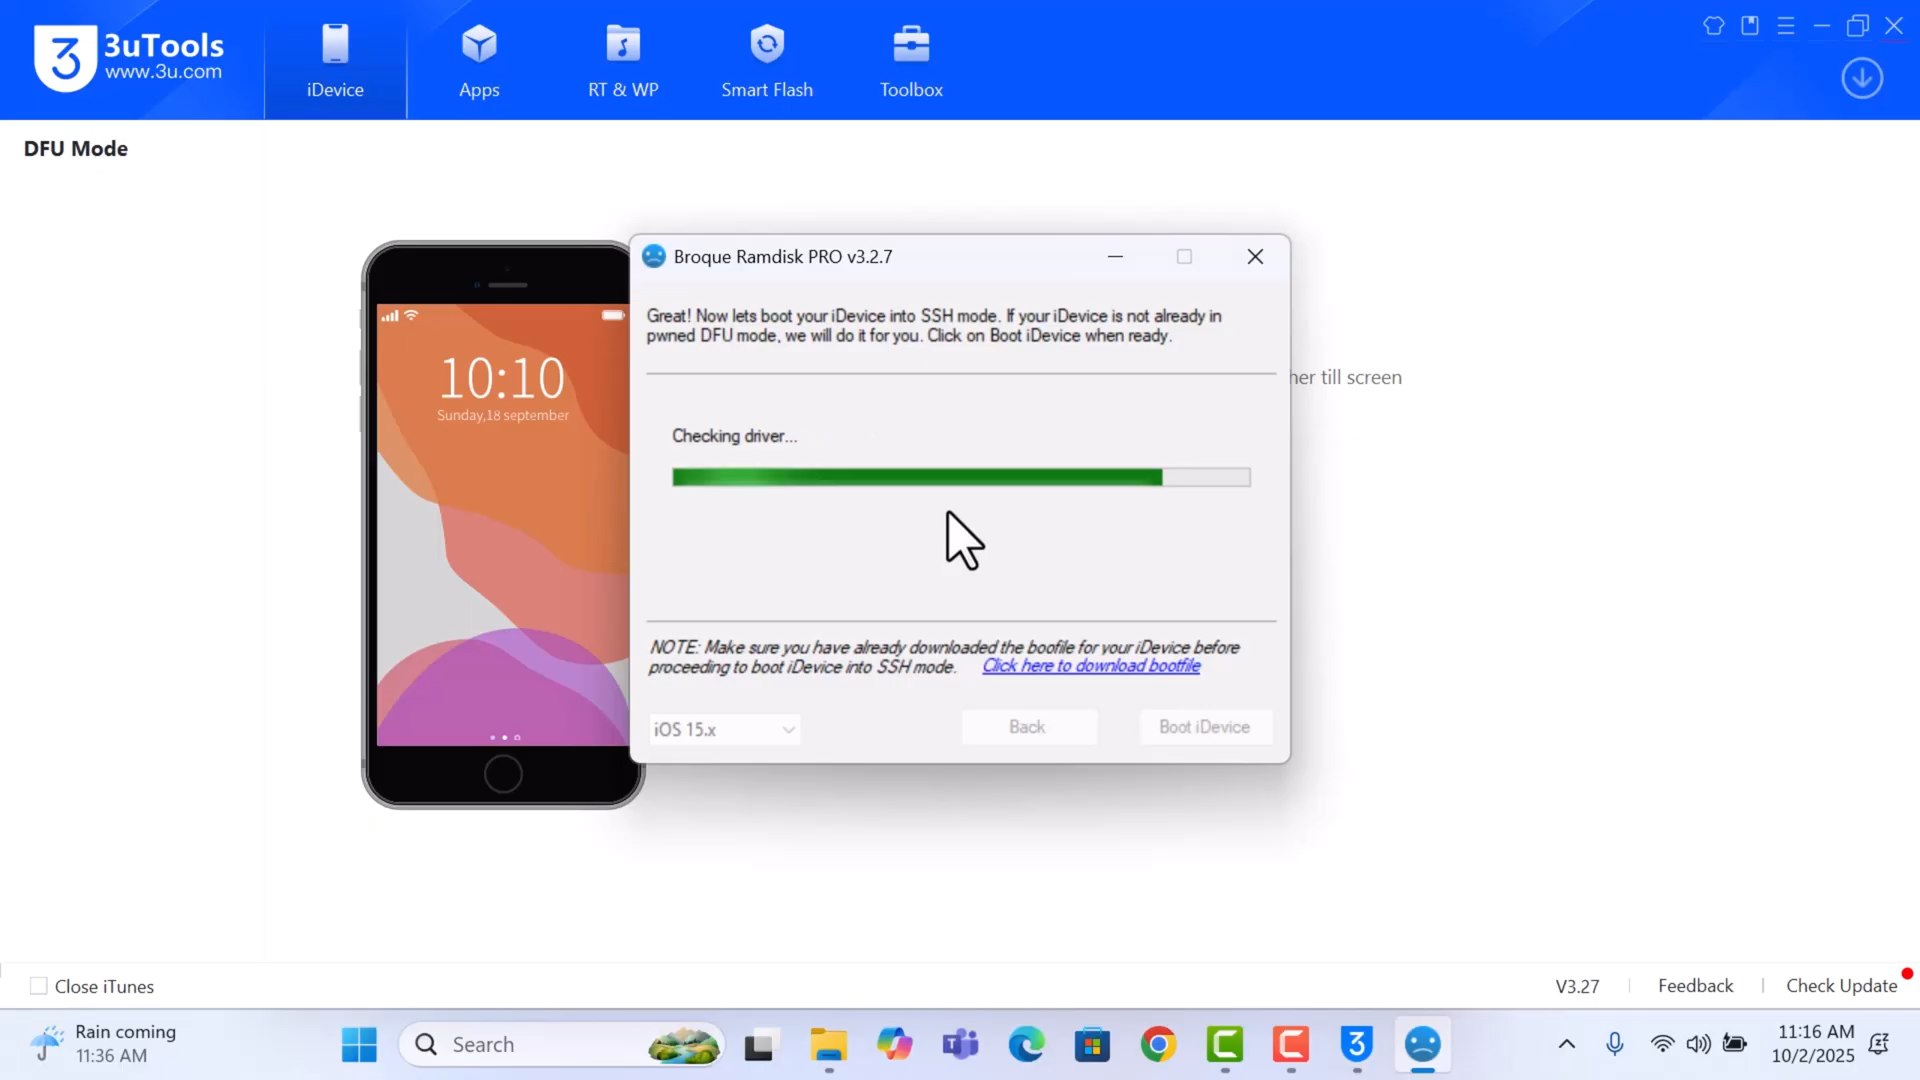 3uTools
www.3u.com
iDevice
Apps
RT & WP
Smart Flash
Toolbox
DFU Mode
10:10
Sunday,18 september
Broque Ramdisk PRO v3.2.7
Great! Now lets boot your iDevice into SSH mode. If your iDevice is not already in
pwned DFU mode, we will do it for you. Click on Boot iDevice when ready.
her till screen
Checking driver...
NOTE: Make sure you have already downloaded the boofile for your iDevice before
proceeding to boot iDevice into SSH mode. Click here to download bootfile
iOS 15.x
Back
Boot iDevice
Close iTunes
V3.27
Feedback
Check Update
Rain coming
11:36 AM
Search
11:16 AM
10/2/2025